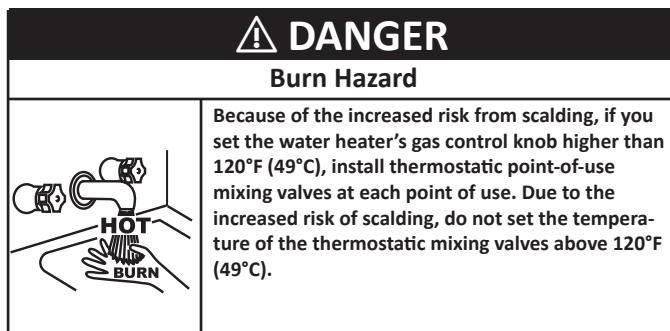 ⚠ DANGER
Burn Hazard
HOT
BURN
Because of the increased risk from scalding, if you
set the water heater's gas control knob higher than
120°F (49°C), install thermostatic point-of-use
mixing valves at each point of use. Due to the
increased risk of scalding, do not set the tempera-
ture of the thermostatic mixing valves above 120°F
(49°C).